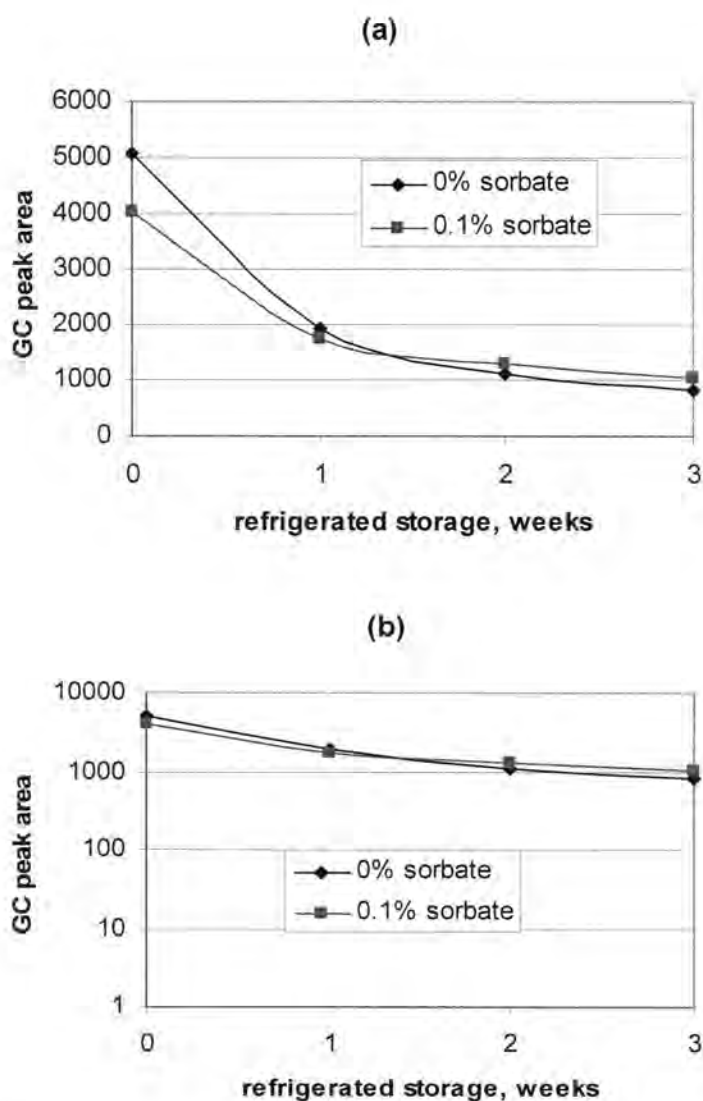 (a)
6000
5000
4000
3000
2000
1000
0
GC peak area
0% sorbate
0.1% sorbate
0 1 2 3
refrigerated storage, weeks
(b)
10000
1000
100
10
1
GC peak area
0% sorbate
0.1% sorbate
0 1 2 3
refrigerated storage, weeks